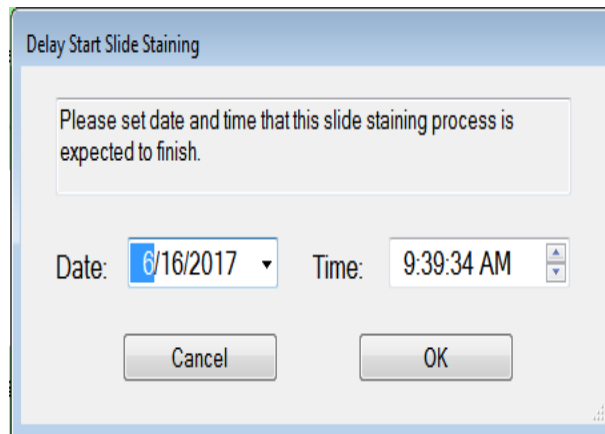 Delay Start Slide Staining
Please set date and time that this slide staining process is
expected to finish.
Date: 6/16/2017 Time: 9:39:34 AM
Cancel OK